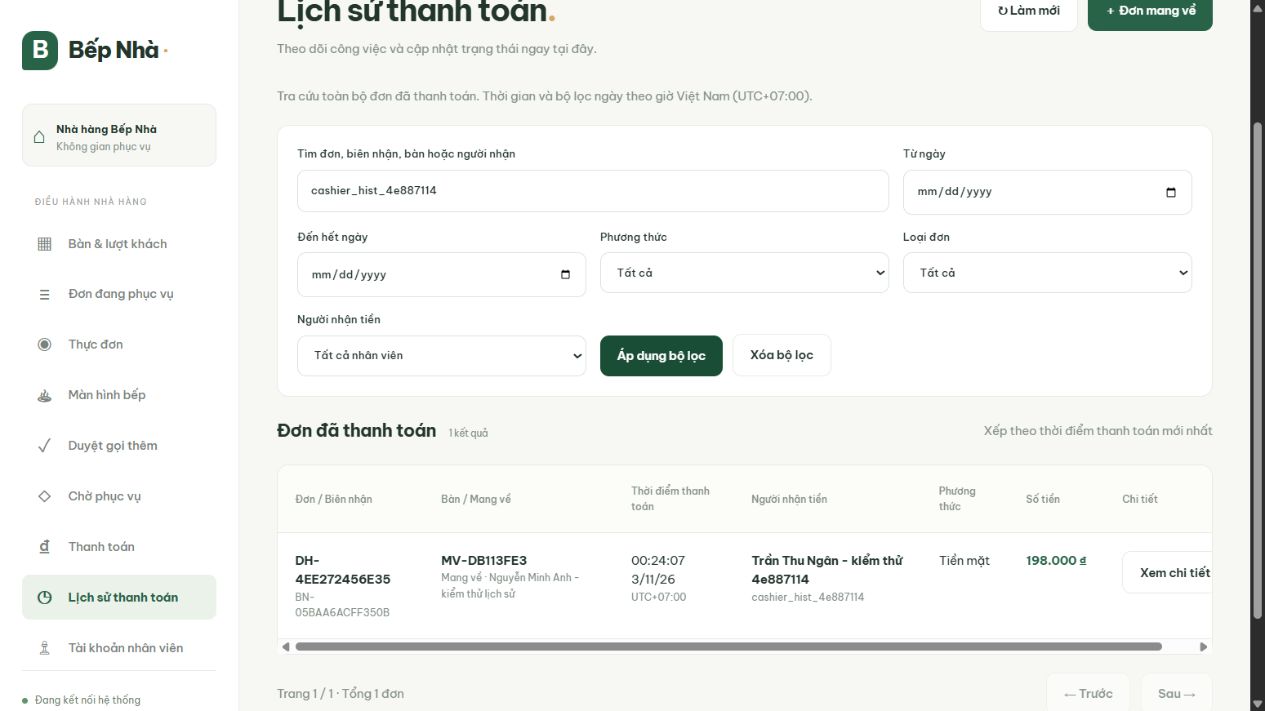 B Bếp Nhà
Nhà hàng Bếp Nhà
Không gian phục vụ
ĐIỀU HÀNH NHÀ HÀNG
Bàn & lượt khách
Đơn đang phục vụ
Thực đơn
Màn hình bếp
Duyệt gọi thêm
Chờ phục vụ
Thanh toán
Lịch sử thanh toán
Tài khoản nhân viên
Đang kết nối hệ thống
Lịch sử thanh toán.
↻ Làm mới
+ Đơn mang về
Theo dõi công việc và cập nhật trạng thái ngay tại đây.
Tra cứu toàn bộ đơn đã thanh toán. Thời gian và bộ lọc ngày theo giờ Việt Nam (UTC+07:00).
Tìm đơn, biên nhận, bàn hoặc người nhận
Từ ngày
cashier_hist_4e887114
mm/dd/yyyy
Đến hết ngày
Phương thức
Loại đơn
mm/dd/yyyy
Tất cả
Tất cả
Người nhận tiền
Tất cả nhân viên
Áp dụng bộ lọc
Xóa bộ lọc
Đơn đã thanh toán 1 kết quả
Xếp theo thời điểm thanh toán mới nhất
Đơn / Biên nhận
Bàn / Mang về
Thời điểm thanh
toán
Người nhận tiền
Phương
thức
Số tiền
Chi tiết
DH-
4EE272456E35
BN-
05BAA6ACFF350B
MV-DB113FE3
Mang về · Nguyễn Minh Anh -
kiểm thử lịch sử
00:24:07
3/11/26
UTC+07:00
Trần Thu Ngân - kiểm thử
4e887114
cashier_hist_4e887114
Tiền mặt
198.000 ₫
Xem chi tiết
Trang 1 / 1 · Tổng 1 đơn
← Trước
Sau →